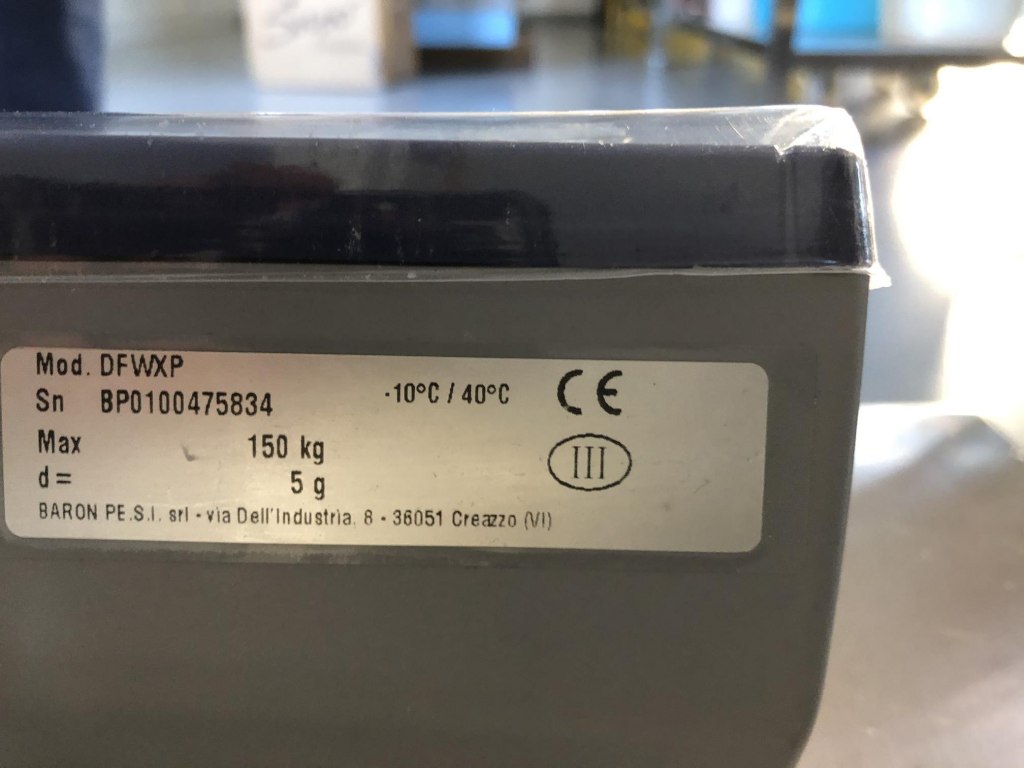 Mod. DFWXP
Sn BP0100475834 -10°C / 40°C CE
Max 150 kg III
d= 5 g
BARON PE.S.I. srl - via Dell'Industria, 8 - 36051 Creazzo (VI)